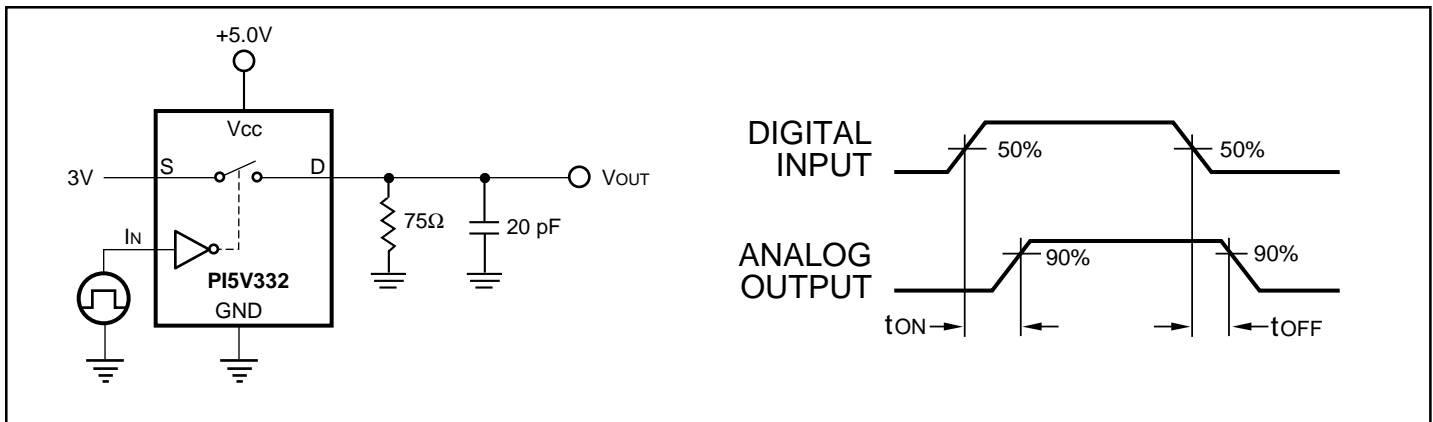 +5.0V
Vcc
S
D
3V
VOUT
75Ω
20 pF
IN
PI5V332
GND
DIGITAL
INPUT
50%
50%
ANALOG
OUTPUT
90%
90%
tON
tOFF